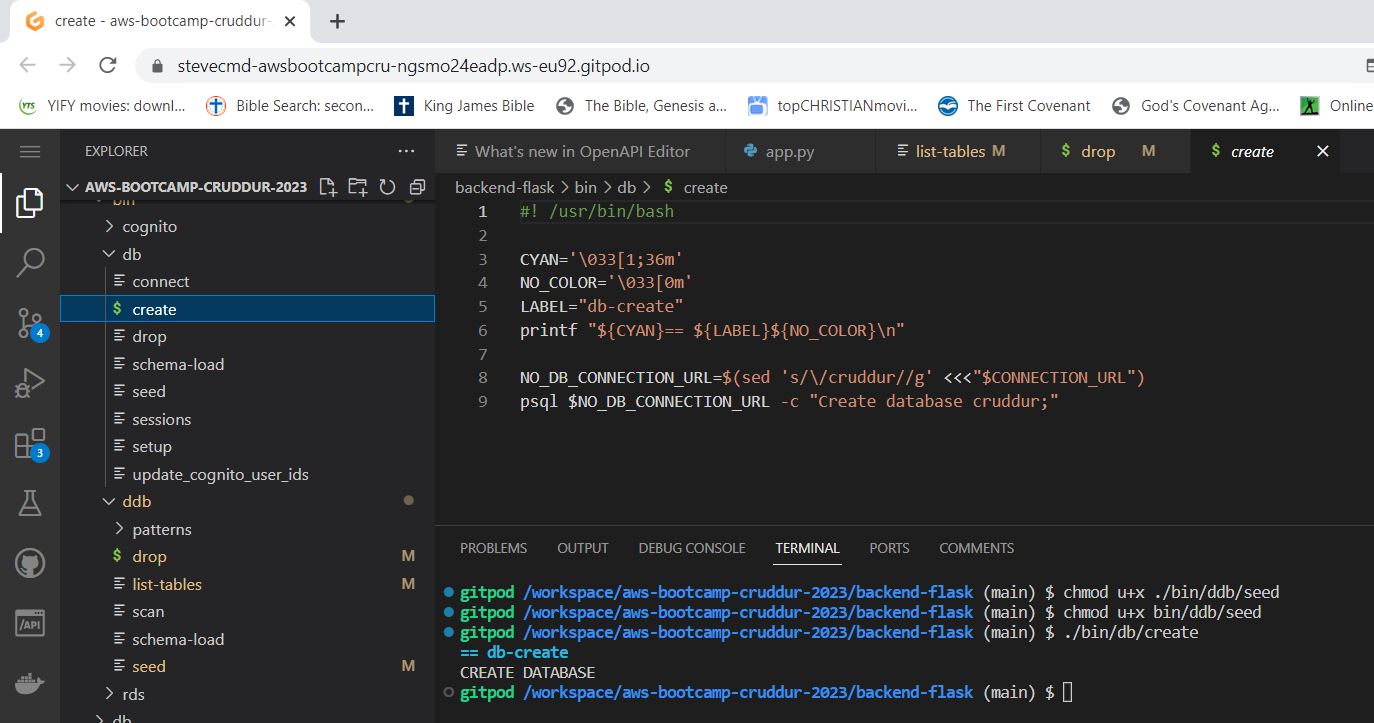 create - aws-bootcamp-cruddur-
stevecmd-awsbootcampcru-ngsmo24eadp.ws-eu92.gitpod.io
YTS YIFY movies: downl... Bible Search: secon... King James Bible The Bible, Genesis a... topCHRISTIANmovi... The First Covenant God's Covenant Ag... Online
EXPLORER
AWS-BOOTCAMP-CRUDDUR-2023
bin
cognito
db
connect
$ create
drop
schema-load
seed
sessions
setup
update_cognito_user_ids
ddb
patterns
$ drop M
list-tables M
scan
schema-load
seed M
rds
db
4
3
/API
What's new in OpenAPI Editor app.py list-tables M $ drop M $ create
backend-flask > bin > db > $ create
1 #! /usr/bin/bash
2
3 CYAN='\033[1;36m'
4 NO_COLOR='\033[0m'
5 LABEL="db-create"
6 printf "${CYAN}== ${LABEL}${NO_COLOR}\n"
7
8 NO_DB_CONNECTION_URL=$(sed 's/\/cruddur//g' <<<"$CONNECTION_URL")
9 psql $NO_DB_CONNECTION_URL -c "Create database cruddur;"
PROBLEMS OUTPUT DEBUG CONSOLE TERMINAL PORTS COMMENTS
gitpod /workspace/aws-bootcamp-cruddur-2023/backend-flask (main) $ chmod u+x ./bin/ddb/seed
gitpod /workspace/aws-bootcamp-cruddur-2023/backend-flask (main) $ chmod u+x bin/ddb/seed
gitpod /workspace/aws-bootcamp-cruddur-2023/backend-flask (main) $ ./bin/db/create
== db-create
CREATE DATABASE
gitpod /workspace/aws-bootcamp-cruddur-2023/backend-flask (main) $